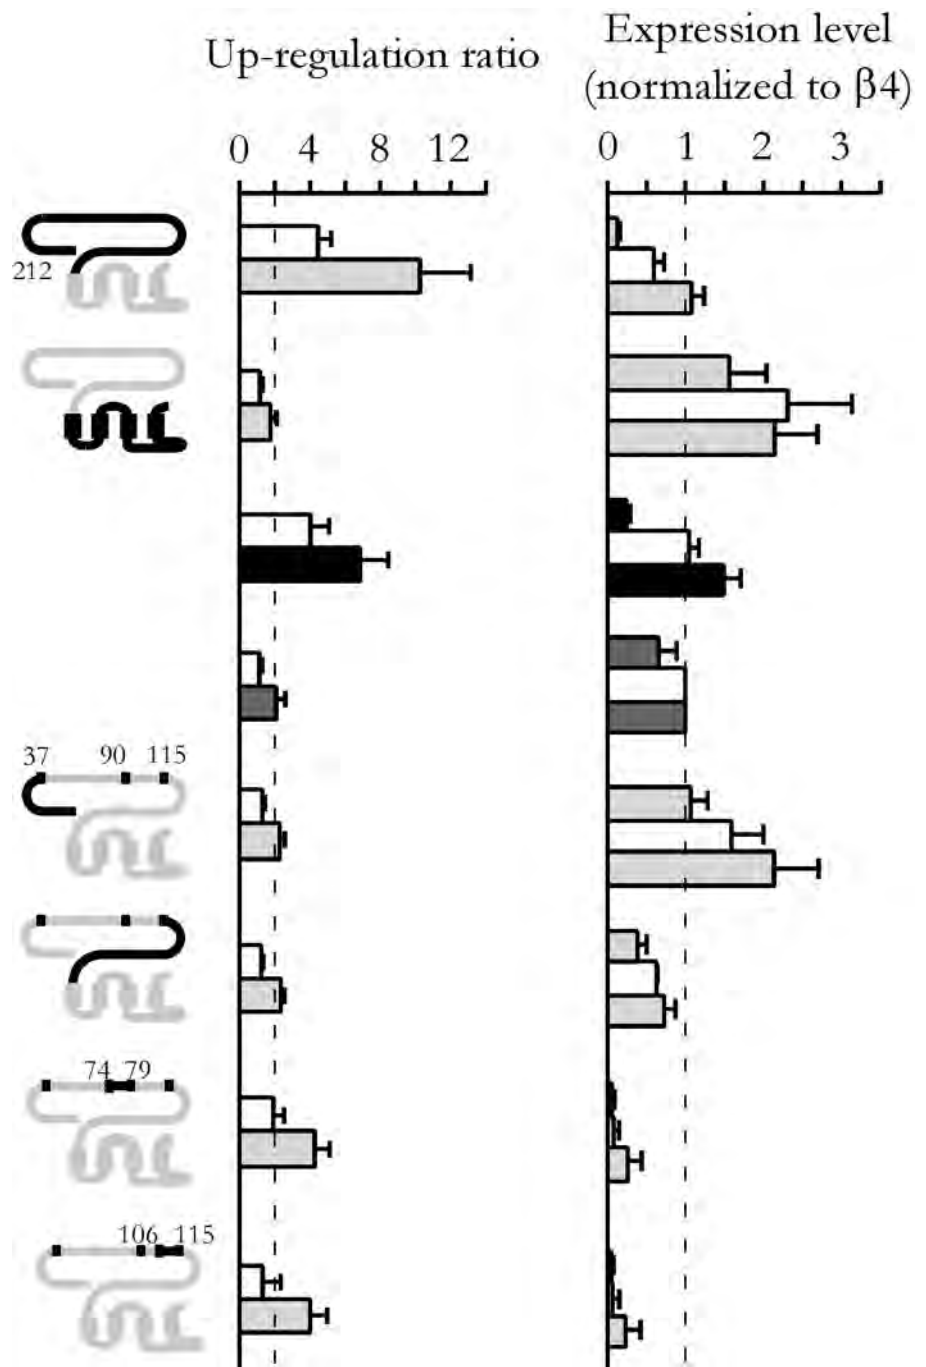 Up-regulation ratio
Expression level
(normalized to β4)
0 4 8 12
0 1 2 3
212
37 90 115
74 79
106 115